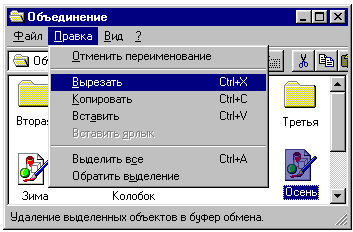 Объединение
Файл Правка Вид ?
Отменить переименование
Вырезать Ctrl+X
Копировать Ctrl+C
Вставить Ctrl+V
Вставить ярлык
Выделить все Ctrl+A
Обратить выделение
Об
Вторая
Третья
Зима
Колобок
Осень
Удаление выделенных объектов в буфер обмена.